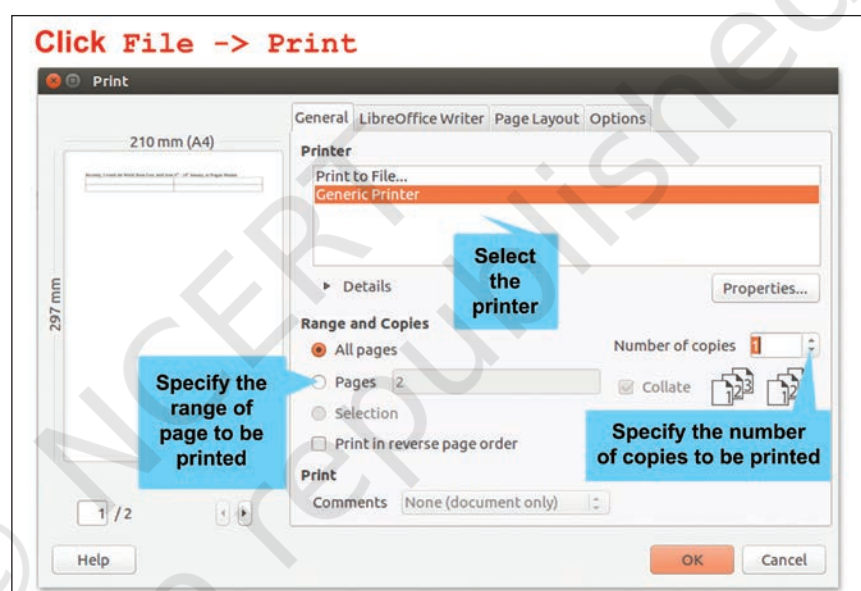 Click File -> Print
Print
General LibreOffice Writer Page Layout Options
210 mm (A4)
Printer
Print to File...
Generic Printer
Select
the
printer
297 mm
Details
Properties...
Range and Copies
All pages
Number of copies 1
Pages 2
Collate
Specify the
range of
page to be
printed
Selection
Print in reverse page order
Specify the number
of copies to be printed
Print
Comments None (document only)
1 / 2
Help
OK Cancel
© NCERT
republished